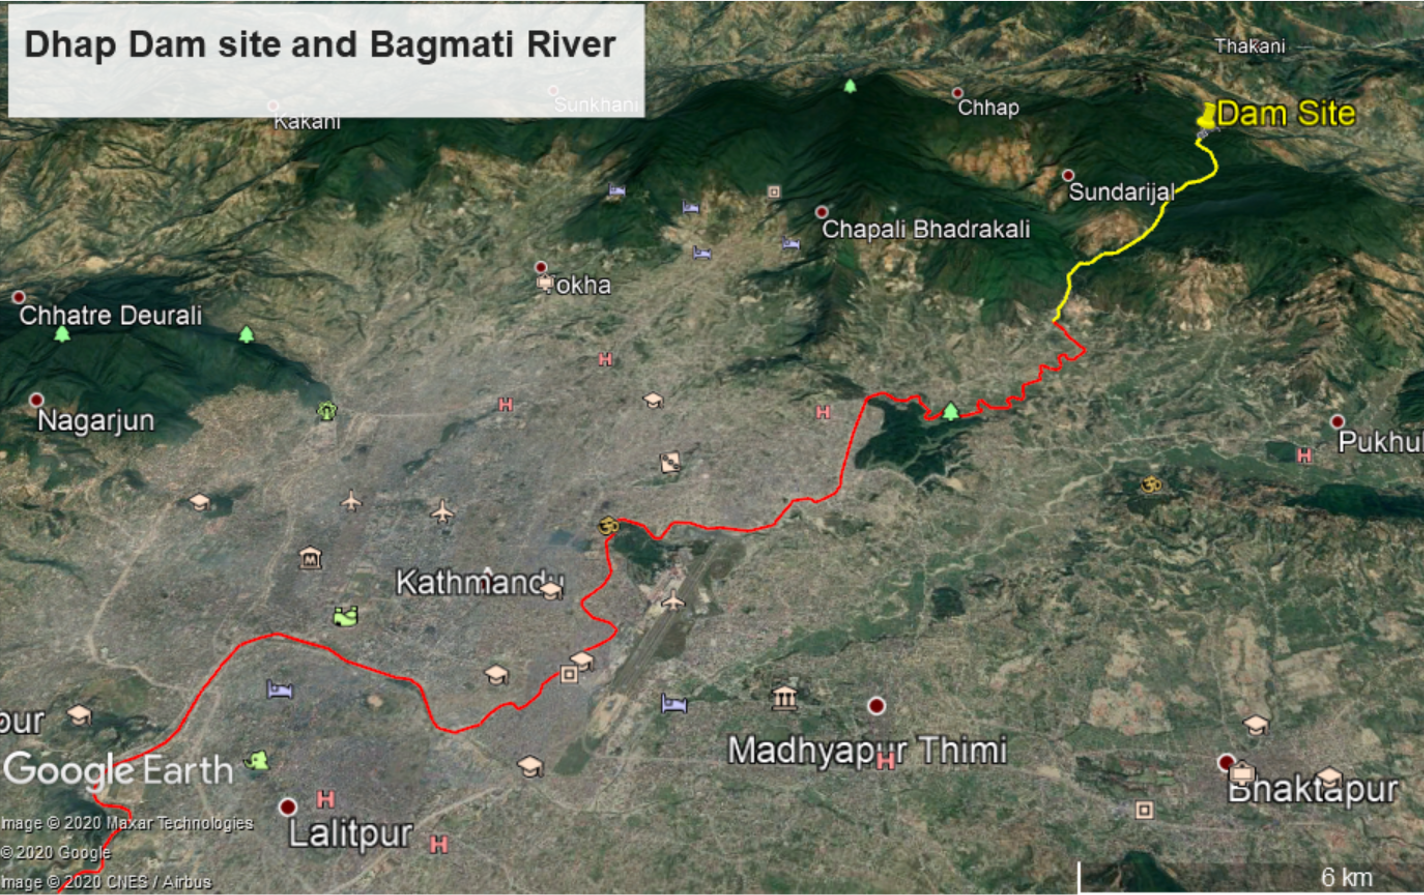 Dhap Dam site and Bagmati River
Thakani
Sunkhani
Chhap
Kakani
Dam Site
Sundarijal
Chapali Bhadrakali
Tokha
Chhatre Deurali
Nagarjun
Kathmandu
Madhyapur Thimi
Google Earth
Bhaktapur
Lalitpur
Image © 2020 Maxar Technologies
© 2020 Google
Image © 2020 CNES / Airbus
6 km